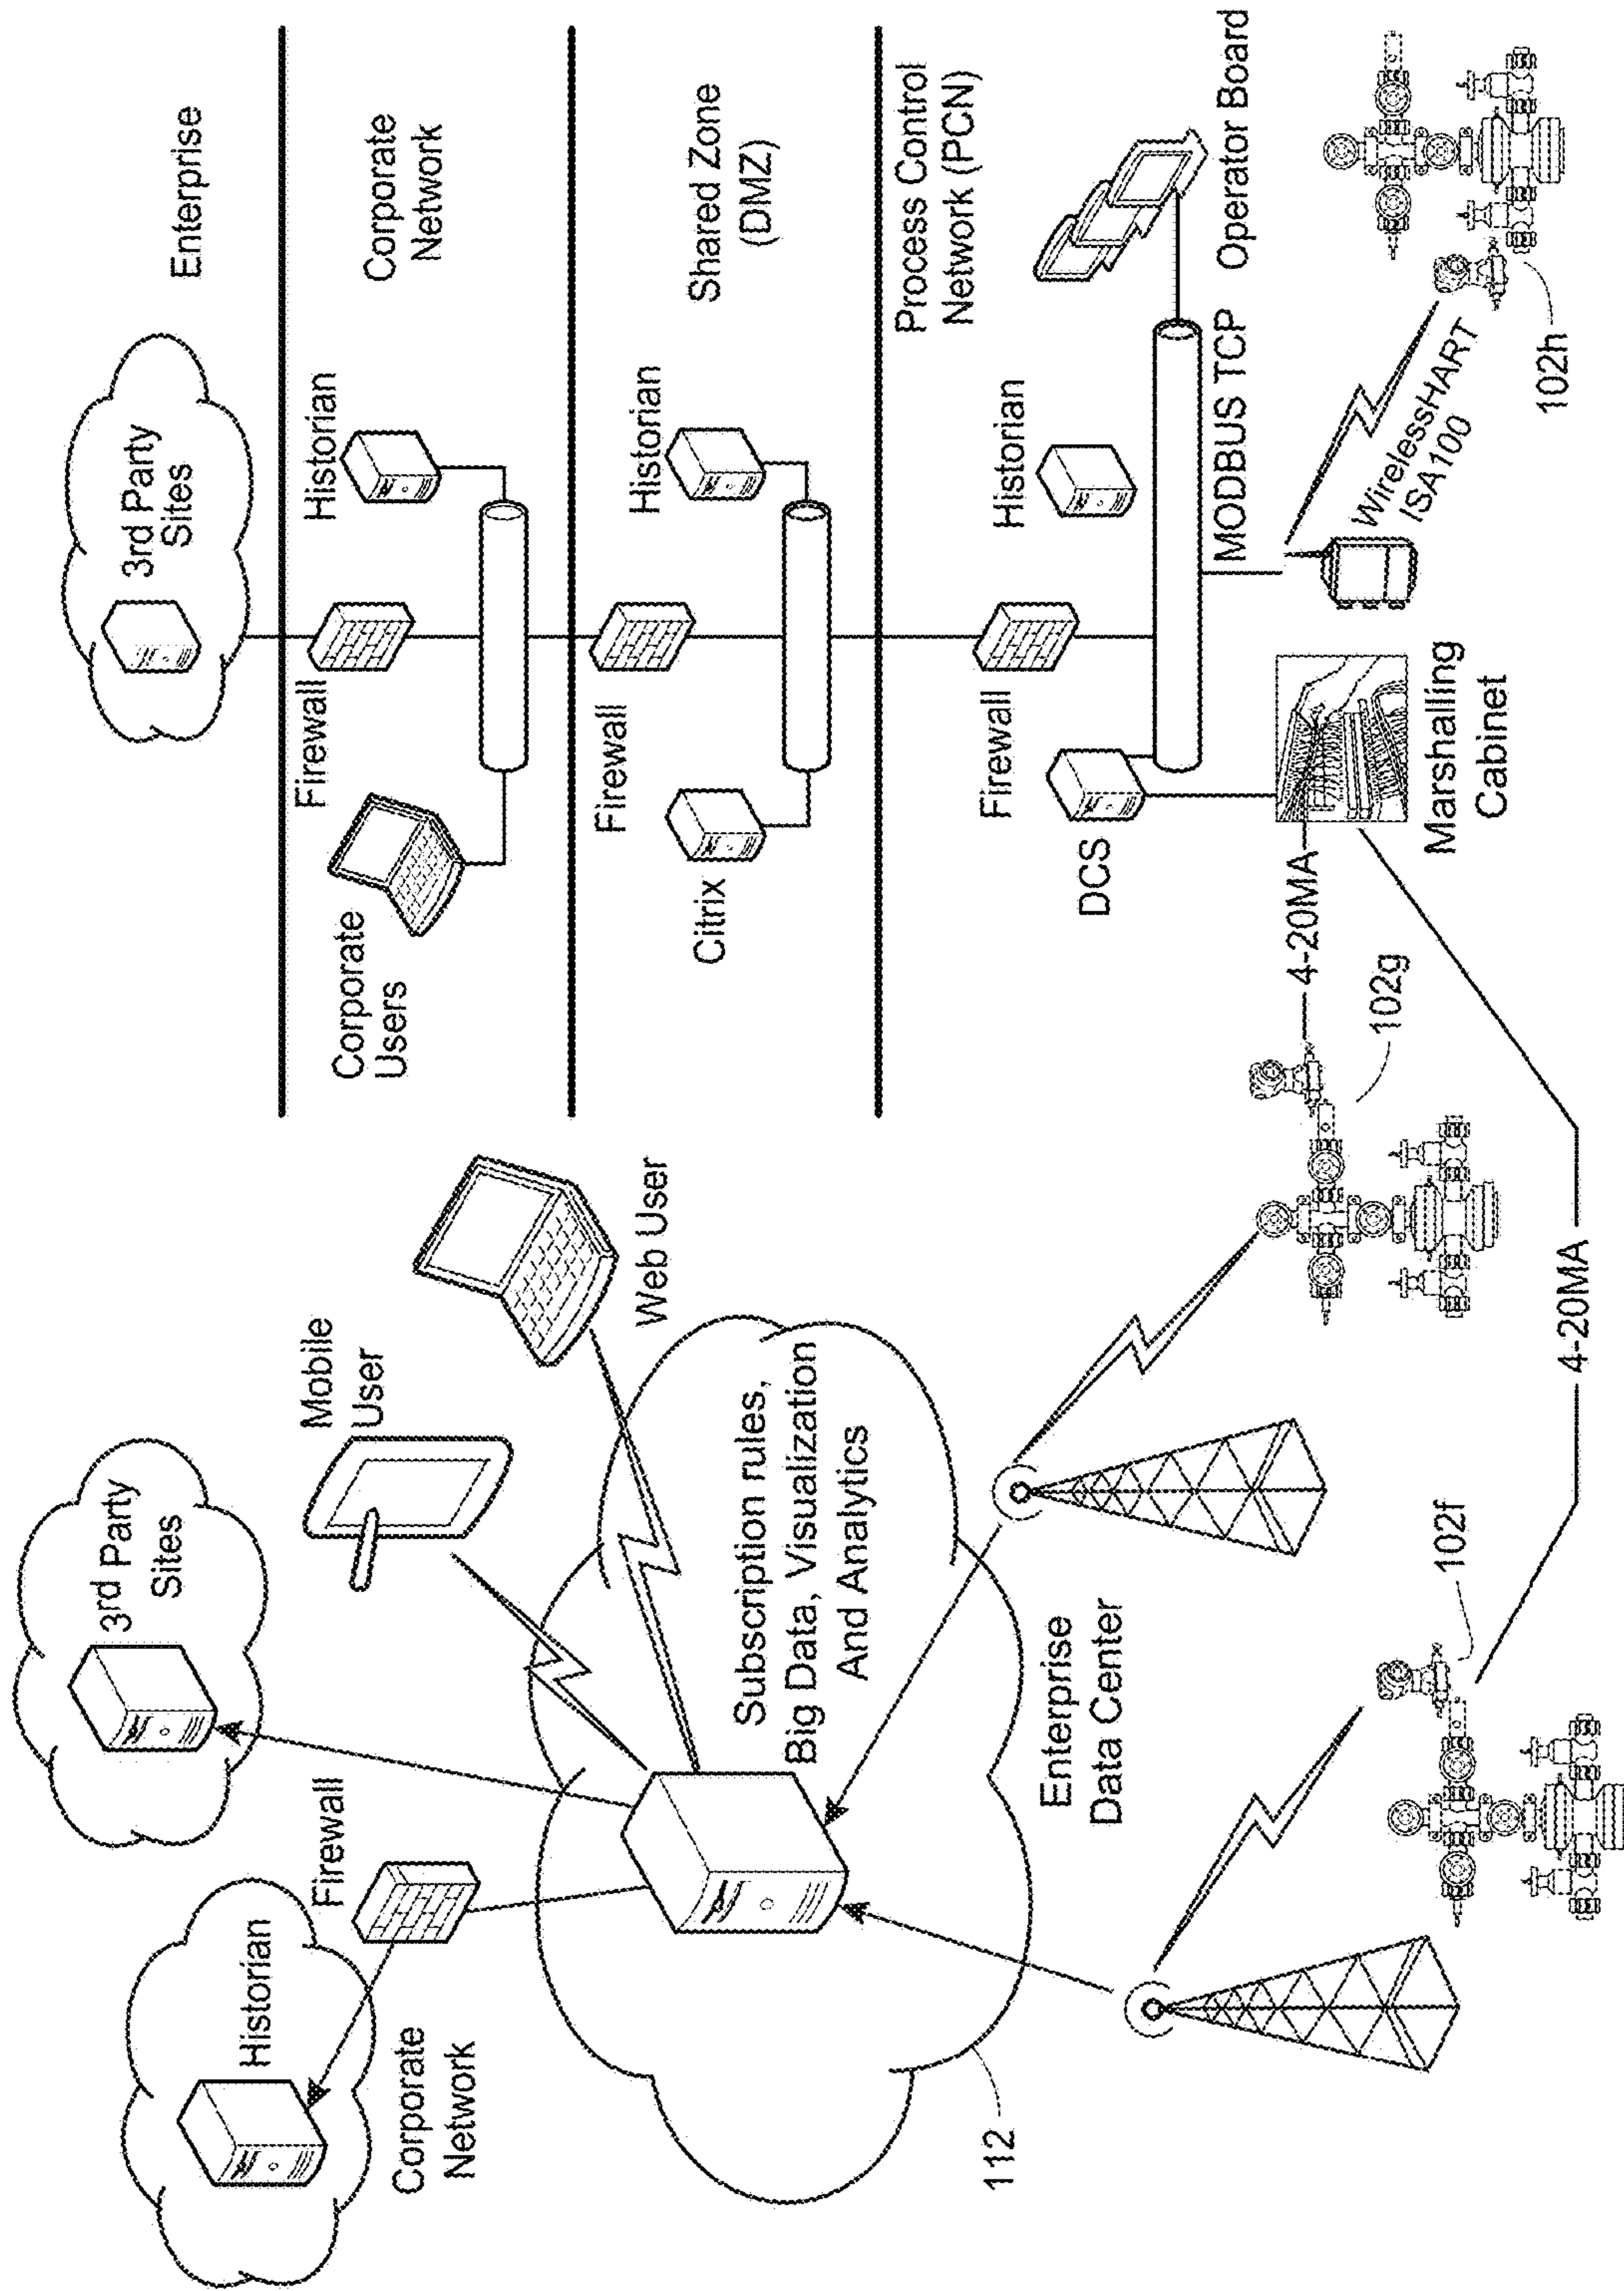 Historian
Corporate
Network
Firewall
3rd Party
Sites
Mobile
User
Web User
Subscription rules,
Big Data, Visualization
And Analytics
Enterprise
Data Center
112
102f
4-20MA
102g
4-20MA
Enterprise
3rd Party
Sites
Corporate
Network
Firewall
Historian
Corporate
Users
Shared Zone
(DMZ)
Firewall
Historian
Citrix
Process Control
Network (PCN)
Firewall
Historian
DCS
MODBUS TCP
Operator Board
Marshalling
Cabinet
WirelessHART
ISA100
102h